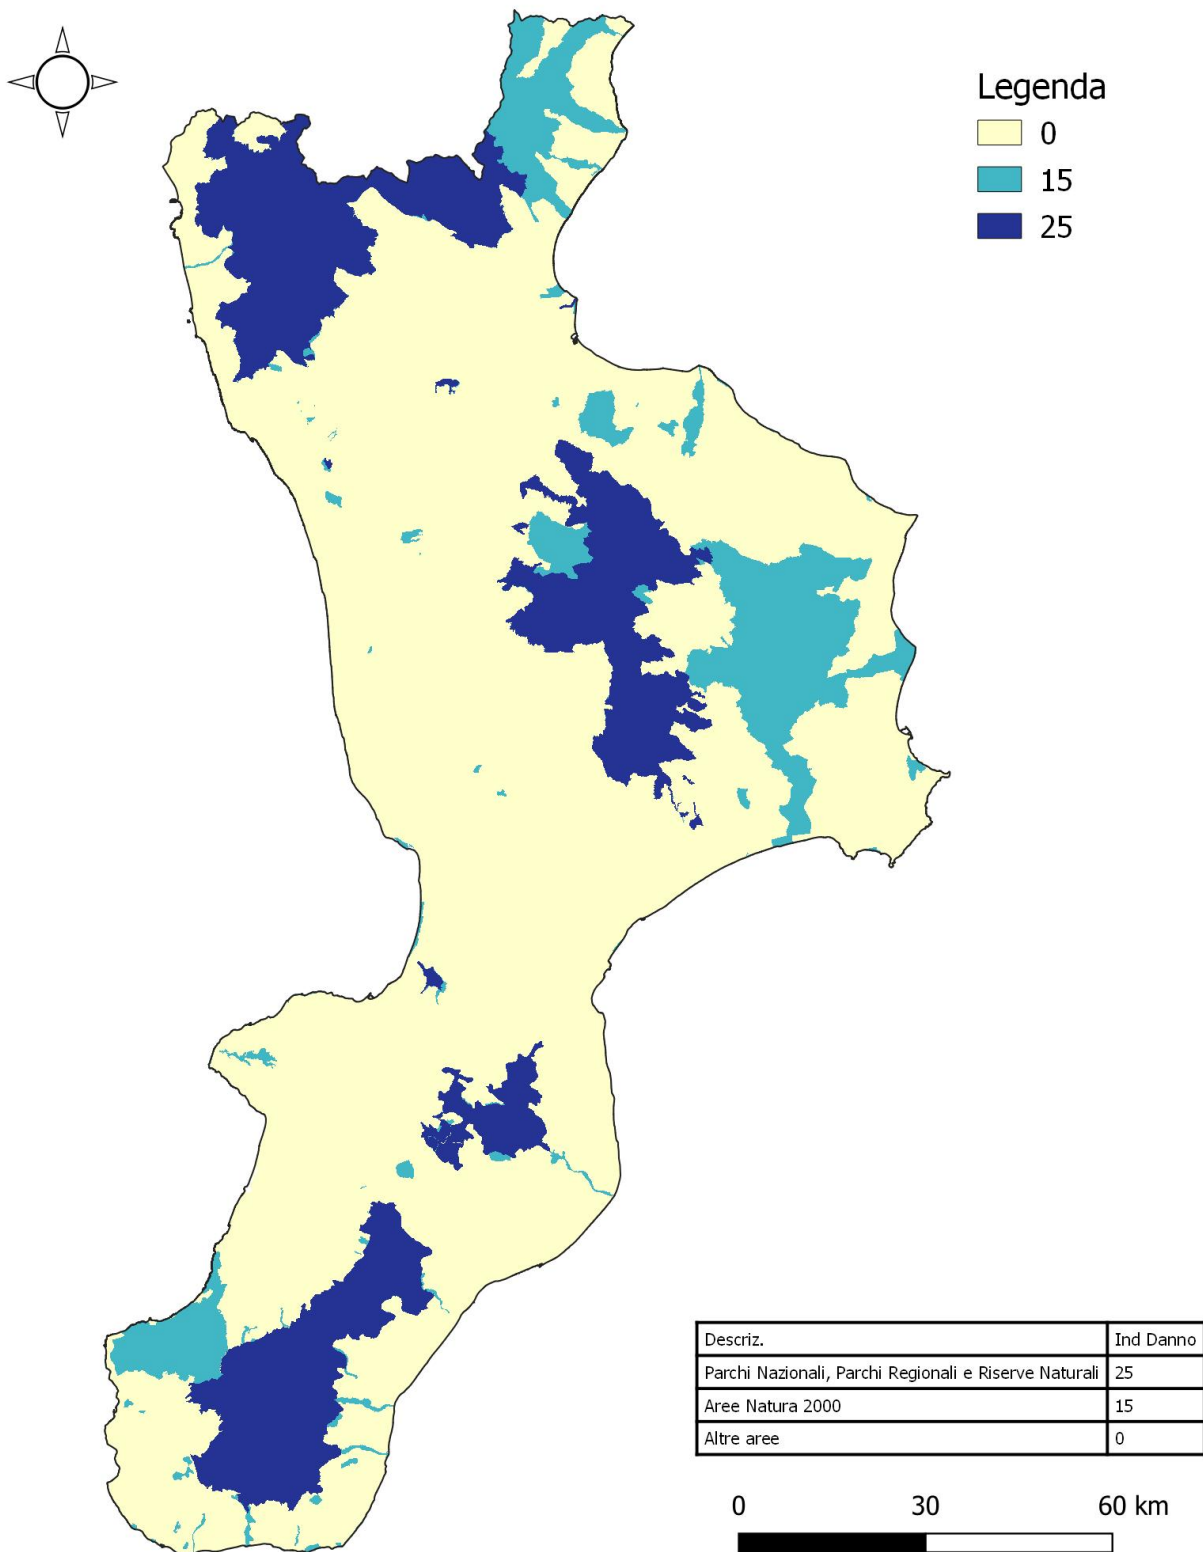 Legenda
0
15
25
Descriz. Ind Danno
Parchi Nazionali, Parchi Regionali e Riserve Naturali 25
Aree Natura 2000 15
Altre aree 0
0 30 60 km